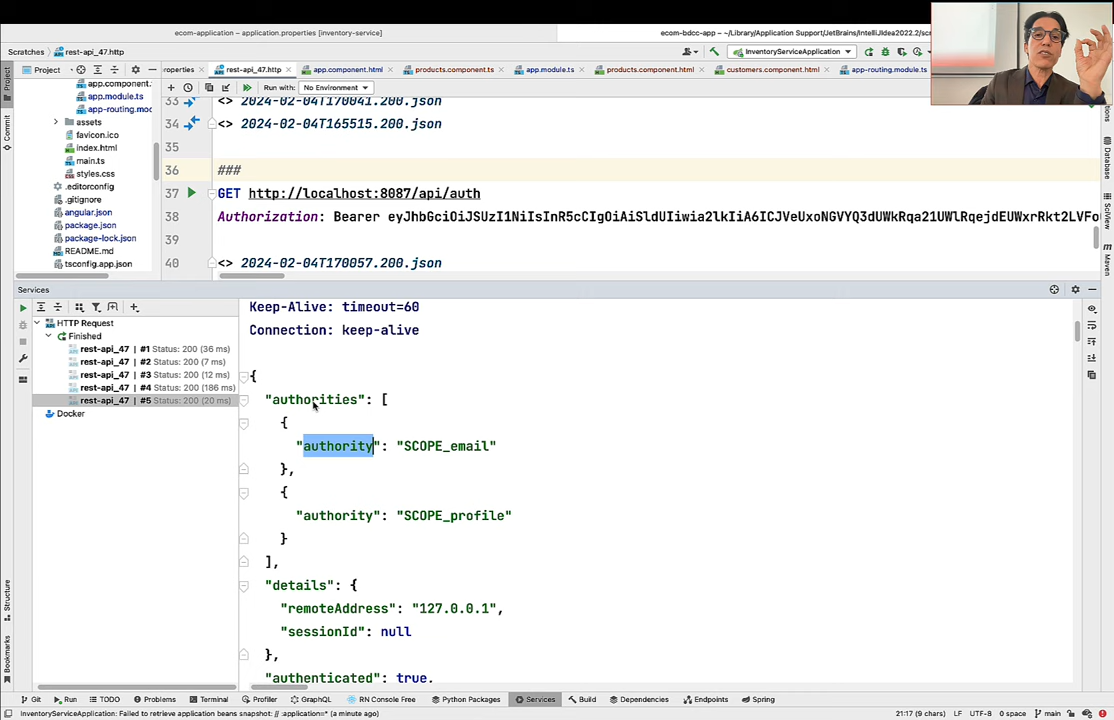 ecom-application – application.properties [inventory-service]
ecom-bdcc-app – ~/Library/Application Support/JetBrains/IntelliJIdea2022.2/scr
Scratches › rest-api_47.http
InventoryServiceApplication
Project
roperties
rest-api_47.http
app.component.html
products.component.ts
app.module.ts
products.component.html
customers.component.html
app-routing.module.ts
Run with: No Environment
app.component.
app.module.ts
app-routing.moc
assets
favicon.ico
index.html
main.ts
styles.css
.editorconfig
.gitignore
angular.json
package.json
package-lock.json
README.md
tsconfig.app.json
Project
Commit
Structure
Bookmarks
Database
SciView
Maven
33 <> 2024-02-04T170041.200.json
34 <> 2024-02-04T165515.200.json
35
36 ###
37 GET http://localhost:8087/api/auth
38 Authorization: Bearer
39
40 <> 2024-02-04T170057.200.json
Services
HTTP Request
Finished
rest-api_47 | #1 Status: 200 (36 ms)
rest-api_47 | #2 Status: 200 (7 ms)
rest-api_47 | #3 Status: 200 (12 ms)
rest-api_47 | #4 Status: 200 (186 ms)
rest-api_47 | #5 Status: 200 (20 ms)
Docker
Keep-Alive: timeout=60
Connection: keep-alive
{
"authorities": [
{
"authority": "SCOPE_email"
},
{
"authority": "SCOPE_profile"
}
],
"details": {
"remoteAddress": "127.0.0.1",
"sessionId": null
},
"authenticated": true,
Git Run TODO Problems Terminal Profiler GraphQL RN Console Free Python Packages Services Build Dependencies Endpoints Spring
InventoryServiceApplication: Failed to retrieve application beans snapshot: // :application=* (a minute ago)
21:17 (9 chars) LF UTF-8 0 space main